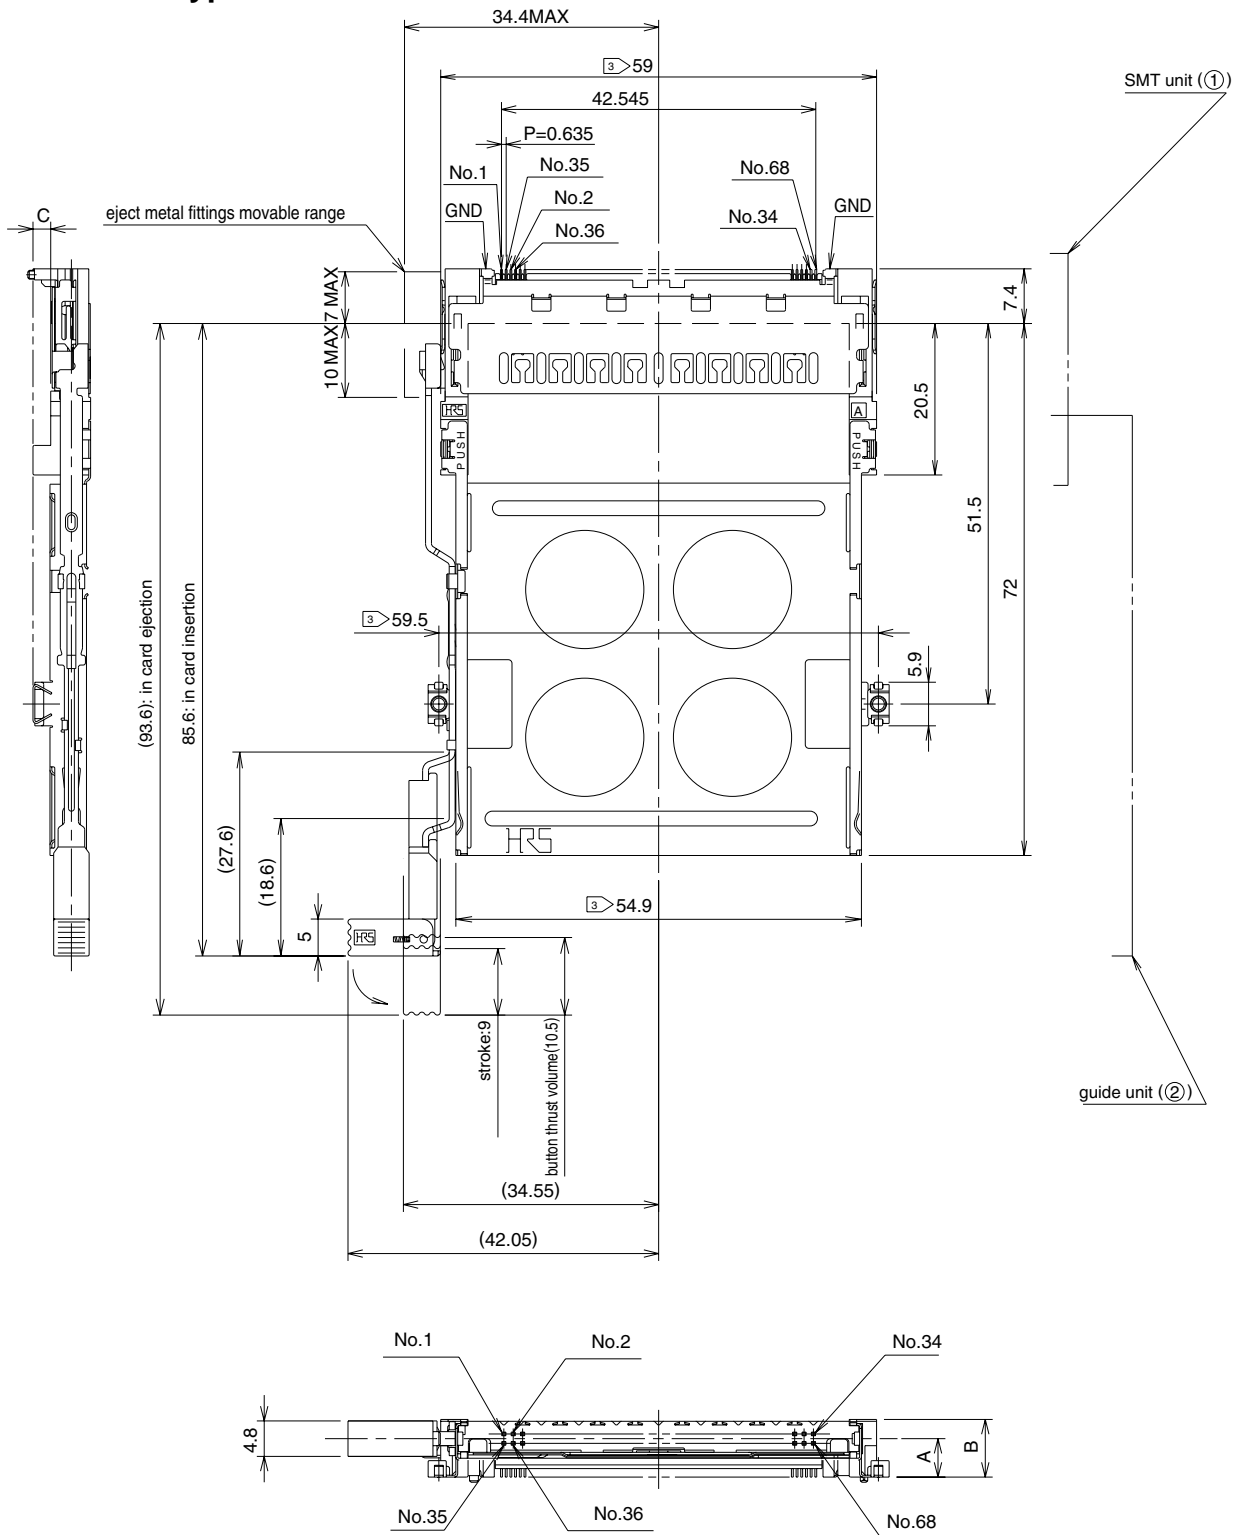 34.4MAX
3 59
SMT unit (①)
42.545
P=0.635
No.1
No.35
No.68
No.2
GND
GND
No.34
No.36
C
eject metal fittings movable range
7 MAX
7.4
10 MAX
HRS
A
PUSH
PUSH
20.5
51.5
72
(93.6): in card ejection
85.6: in card insertion
3 59.5
5.9
(27.6)
(18.6)
HRS
3 54.9
5
HRS
stroke:9
button thrust volume(10.5)
guide unit (②)
(34.55)
(42.05)
No.1
No.2
No.34
4.8
A
B
No.35
No.36
No.68